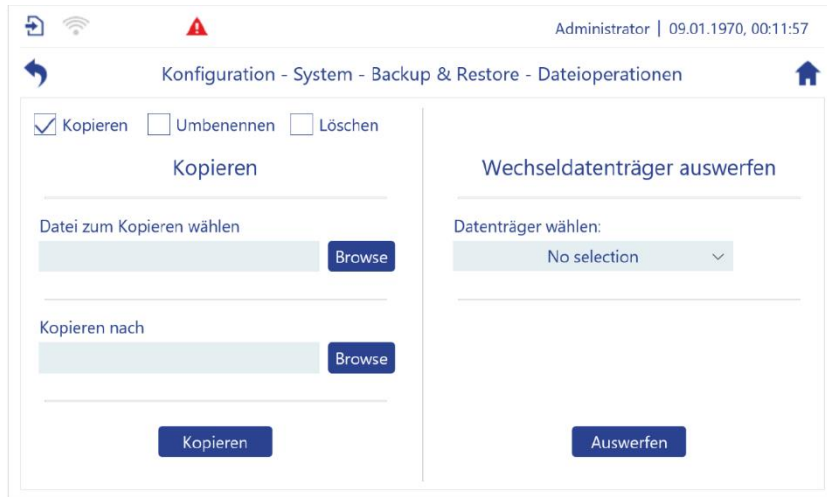 Administrator | 09.01.1970, 00:11:57
Konfiguration - System - Backup & Restore - Dateioperationen
Kopieren Umbenennen Löschen
Kopieren
Datei zum Kopieren wählen
Browse
Kopieren nach
Browse
Kopieren
Wechseldatenträger auswerfen
Datenträger wählen:
No selection
Auswerfen